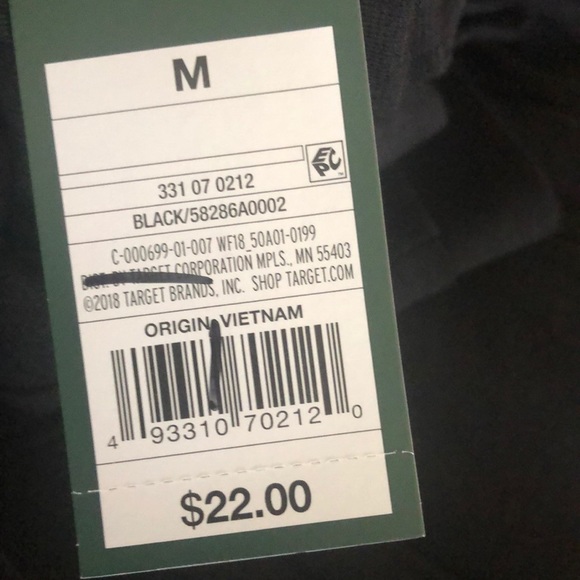 M
EPC
331 07 0212
BLACK/58286A0002
C-000699-01-007 WF18_50A01-0199
DIST. BY TARGET CORPORATION MPLS., MN 55403
©2018 TARGET BRANDS, INC. SHOP TARGET.COM
ORIGIN VIETNAM
4 93310 70212 0
$22.00